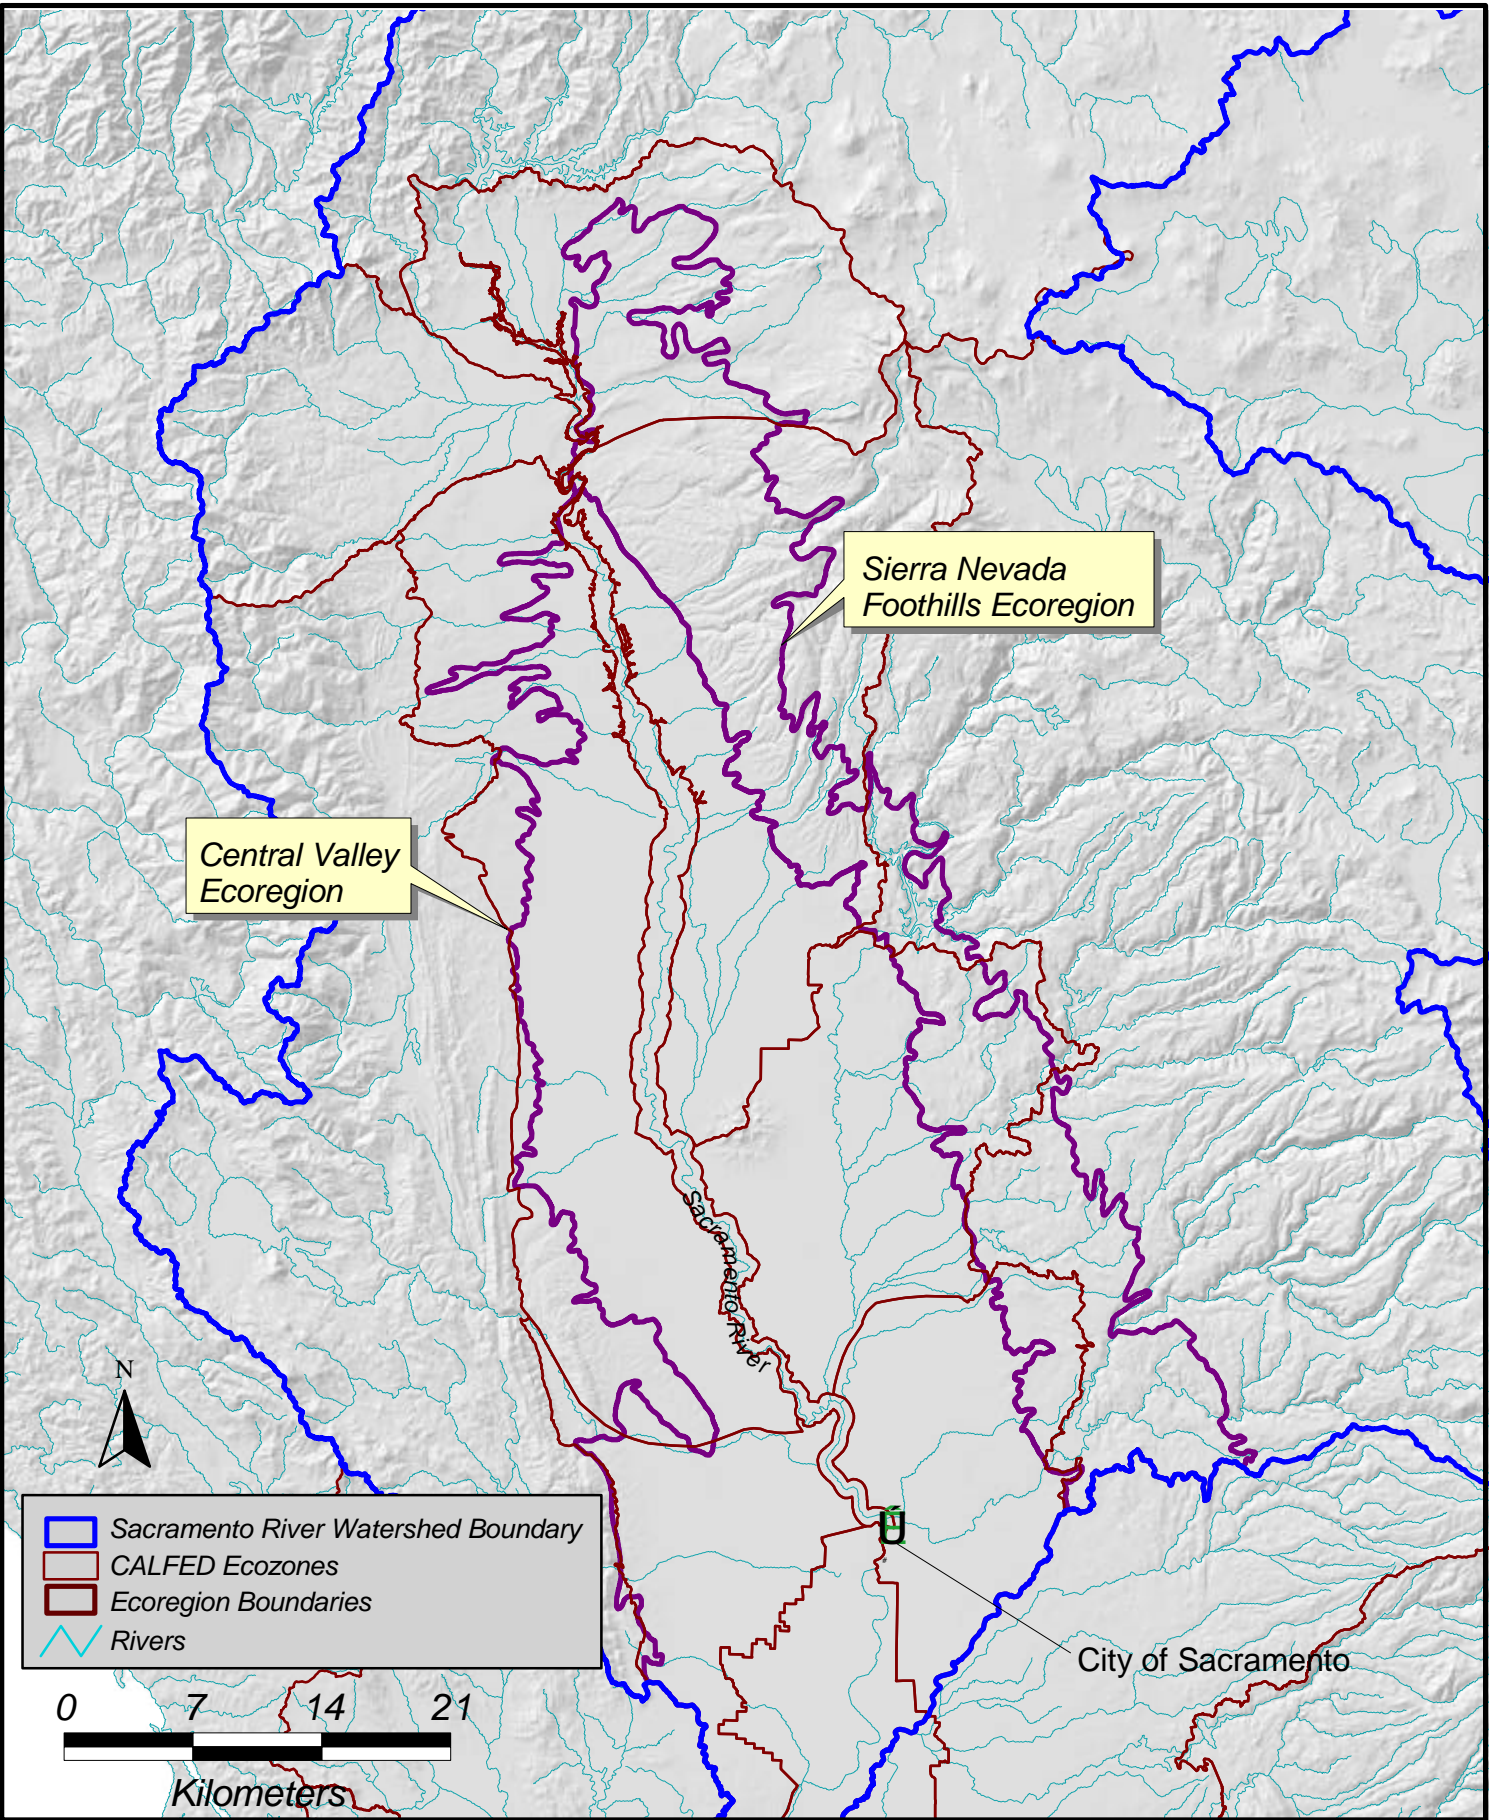 Sierra Nevada
Foothills Ecoregion
Central Valley
Ecoregion
Sacramento River
N
Sacramento River Watershed Boundary
CALFED Ecozones
Ecoregion Boundaries
Rivers
Ú
City of Sacramento
0 7 14 21
Kilometers